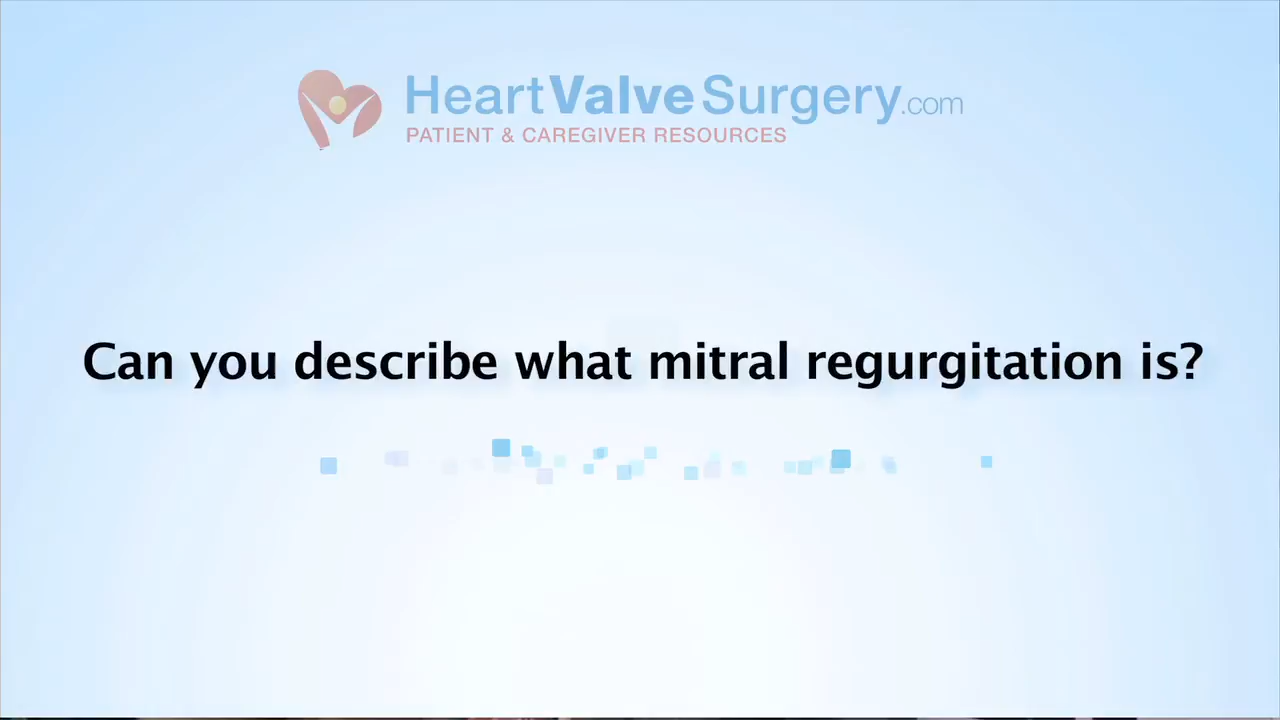 HeartValveSurgery.com
PATIENT & CAREGIVER RESOURCES
Can you describe what mitral regurgitation is?